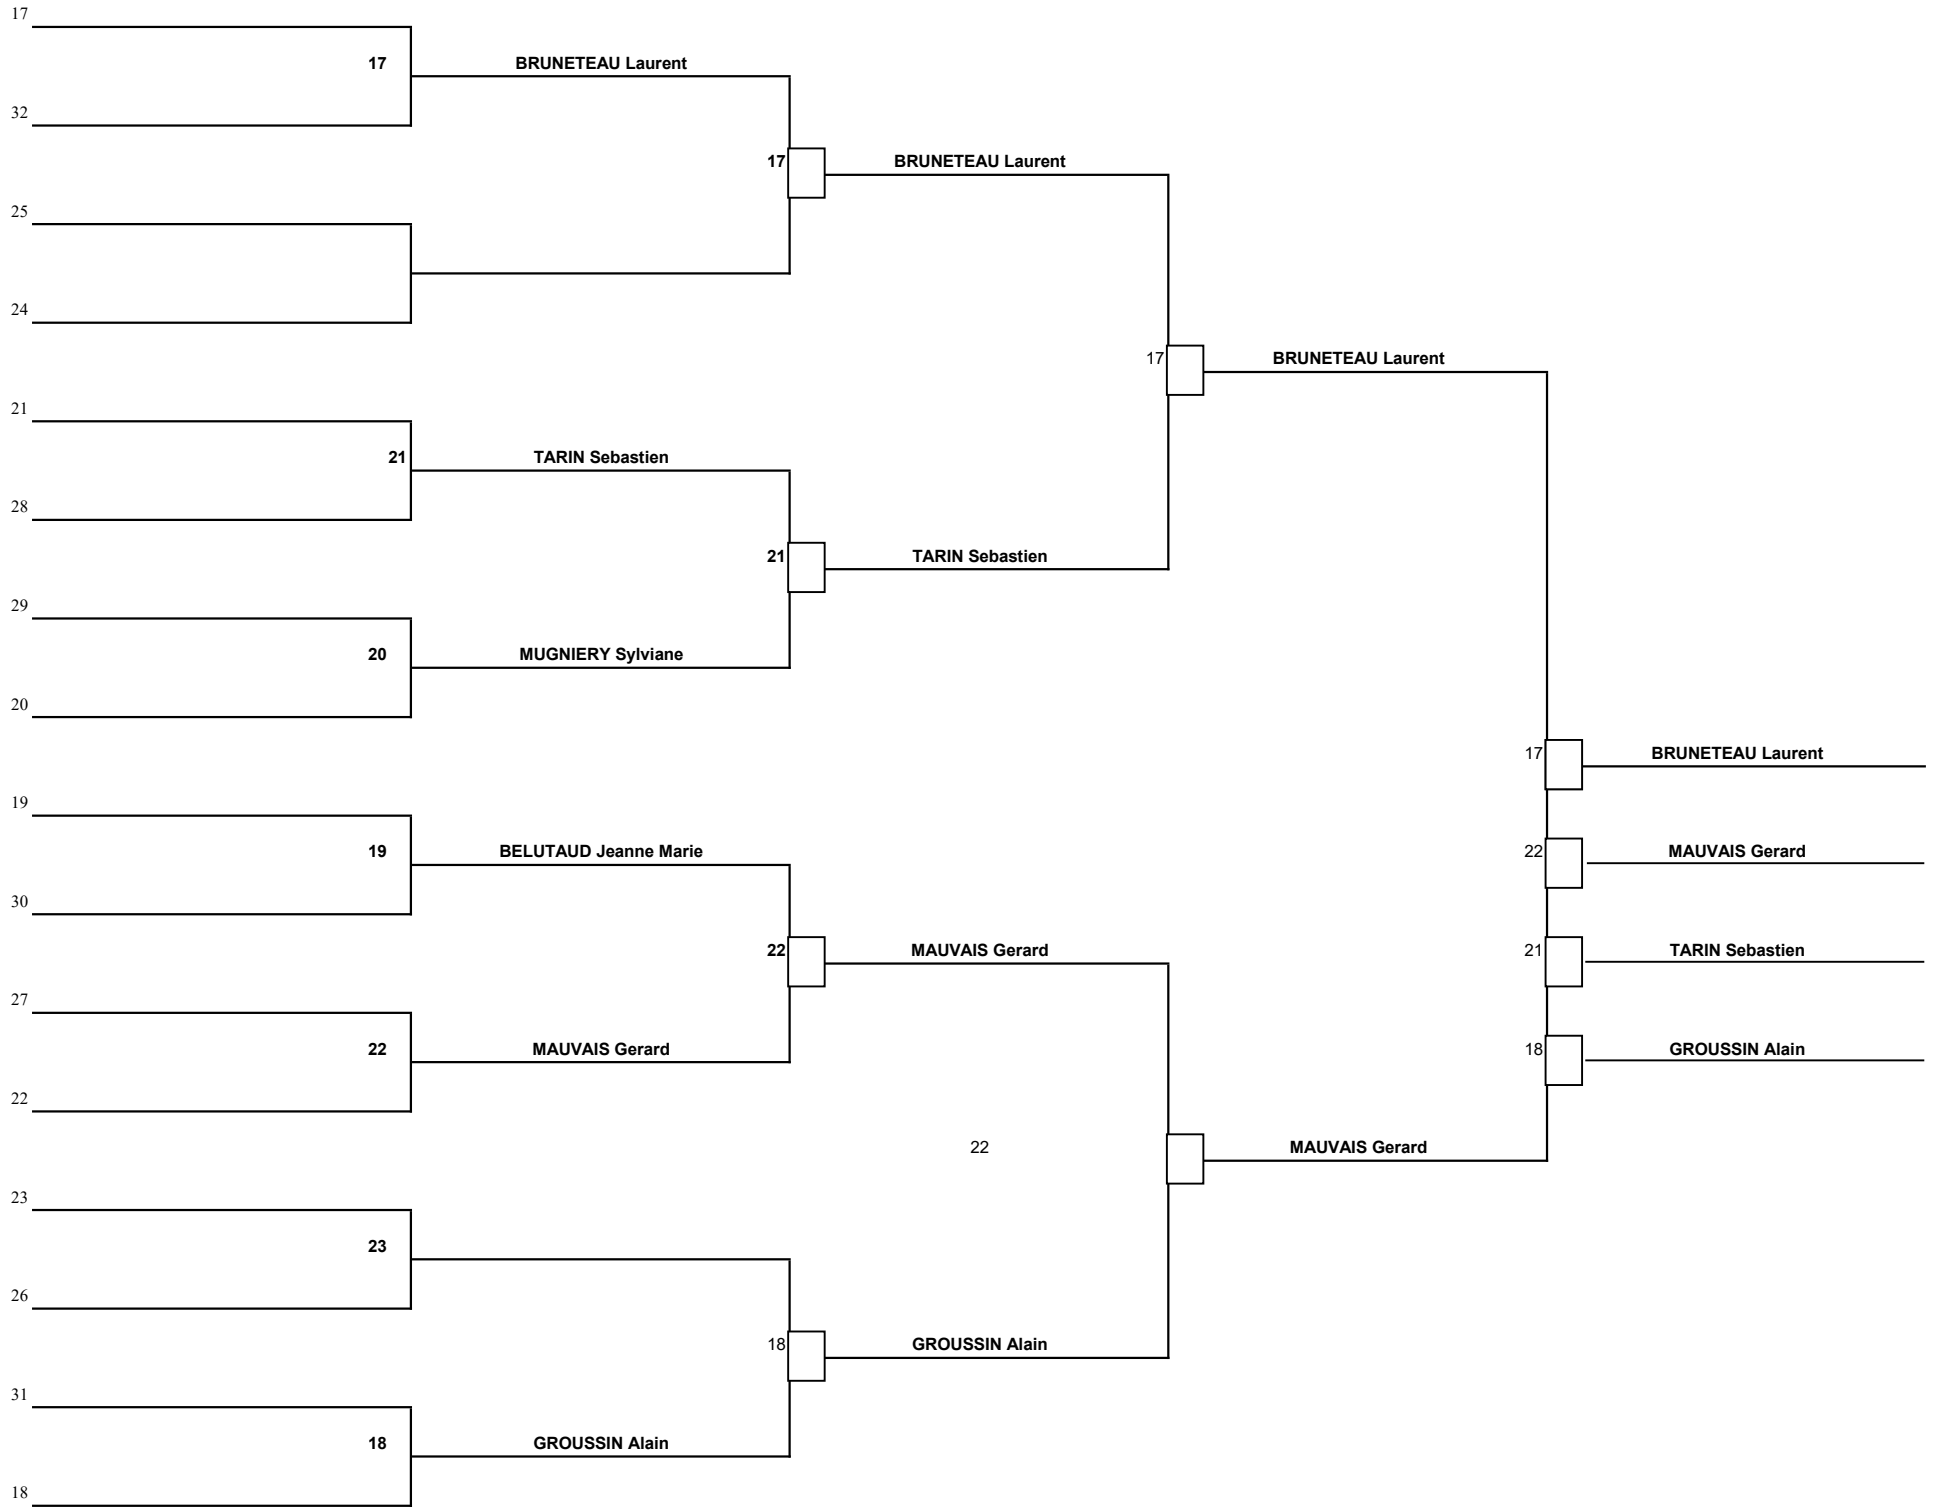 17
17 BRUNETEAU Laurent
32
17 BRUNETEAU Laurent
25
24
17 BRUNETEAU Laurent
21
21 TARIN Sebastien
28
21 TARIN Sebastien
29
20 MUGNIERY Sylviane
20
17 BRUNETEAU Laurent
19
19 BELUTAUD Jeanne Marie
22 MAUVAIS Gerard
30
22 MAUVAIS Gerard
21 TARIN Sebastien
27
22 MAUVAIS Gerard
18 GROUSSIN Alain
22
22 MAUVAIS Gerard
23
23
26
18 GROUSSIN Alain
31
18 GROUSSIN Alain
18